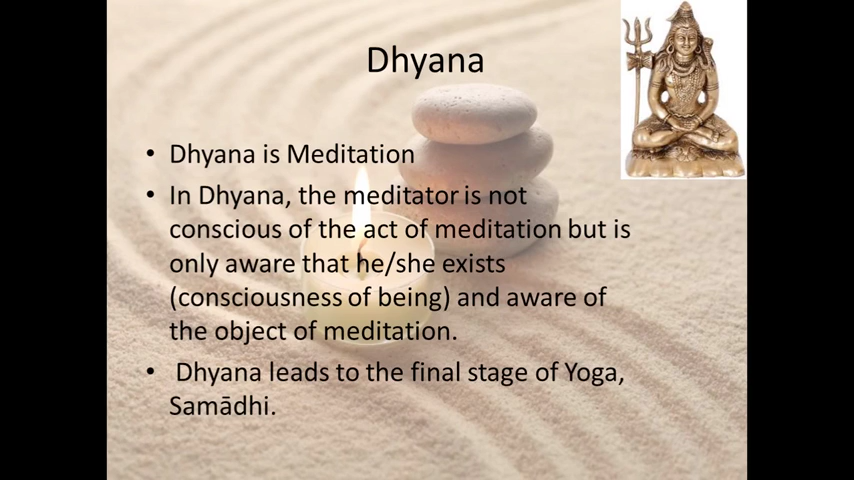 Dhyana
• Dhyana is Meditation
• In Dhyana, the meditator is not
conscious of the act of meditation but is
only aware that he/she exists
(consciousness of being) and aware of
the object of meditation.
• Dhyana leads to the final stage of Yoga,
Samādhi.